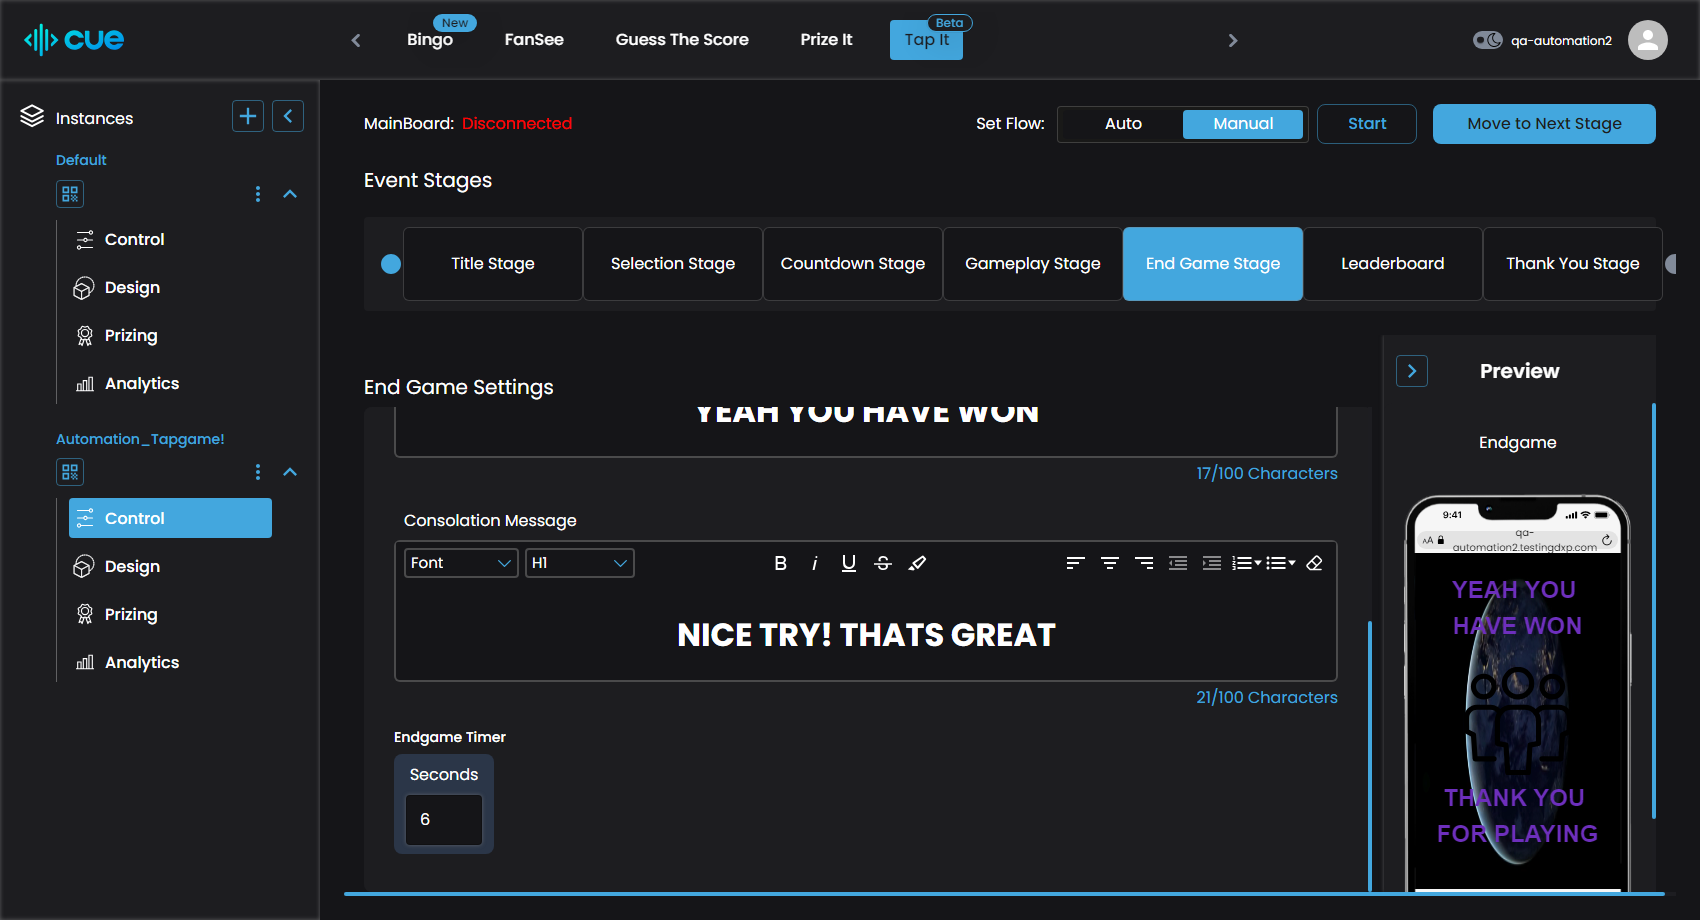 cue
New
Bingo
FanSee
Guess The Score
Prize It
Beta
Tap It
qa-automation2
Instances
Default
Control
Design
Prizing
Analytics
Automation_Tapgame!
Control
Design
Prizing
Analytics
MainBoard: Disconnected
Set Flow:
Auto
Manual
Start
Move to Next Stage
Event Stages
Title Stage
Selection Stage
Countdown Stage
Gameplay Stage
End Game Stage
Leaderboard
Thank You Stage
End Game Settings
YEAH YOU HAVE WON
17/100 Characters
Consolation Message
Font
H1
B
i
U
S
NICE TRY! THATS GREAT
21/100 Characters
Endgame Timer
Seconds
6
Preview
Endgame
9:41
AA
qa-
automation2.testingdxp.com
YEAH YOU
HAVE WON
THANK YOU
FOR PLAYING